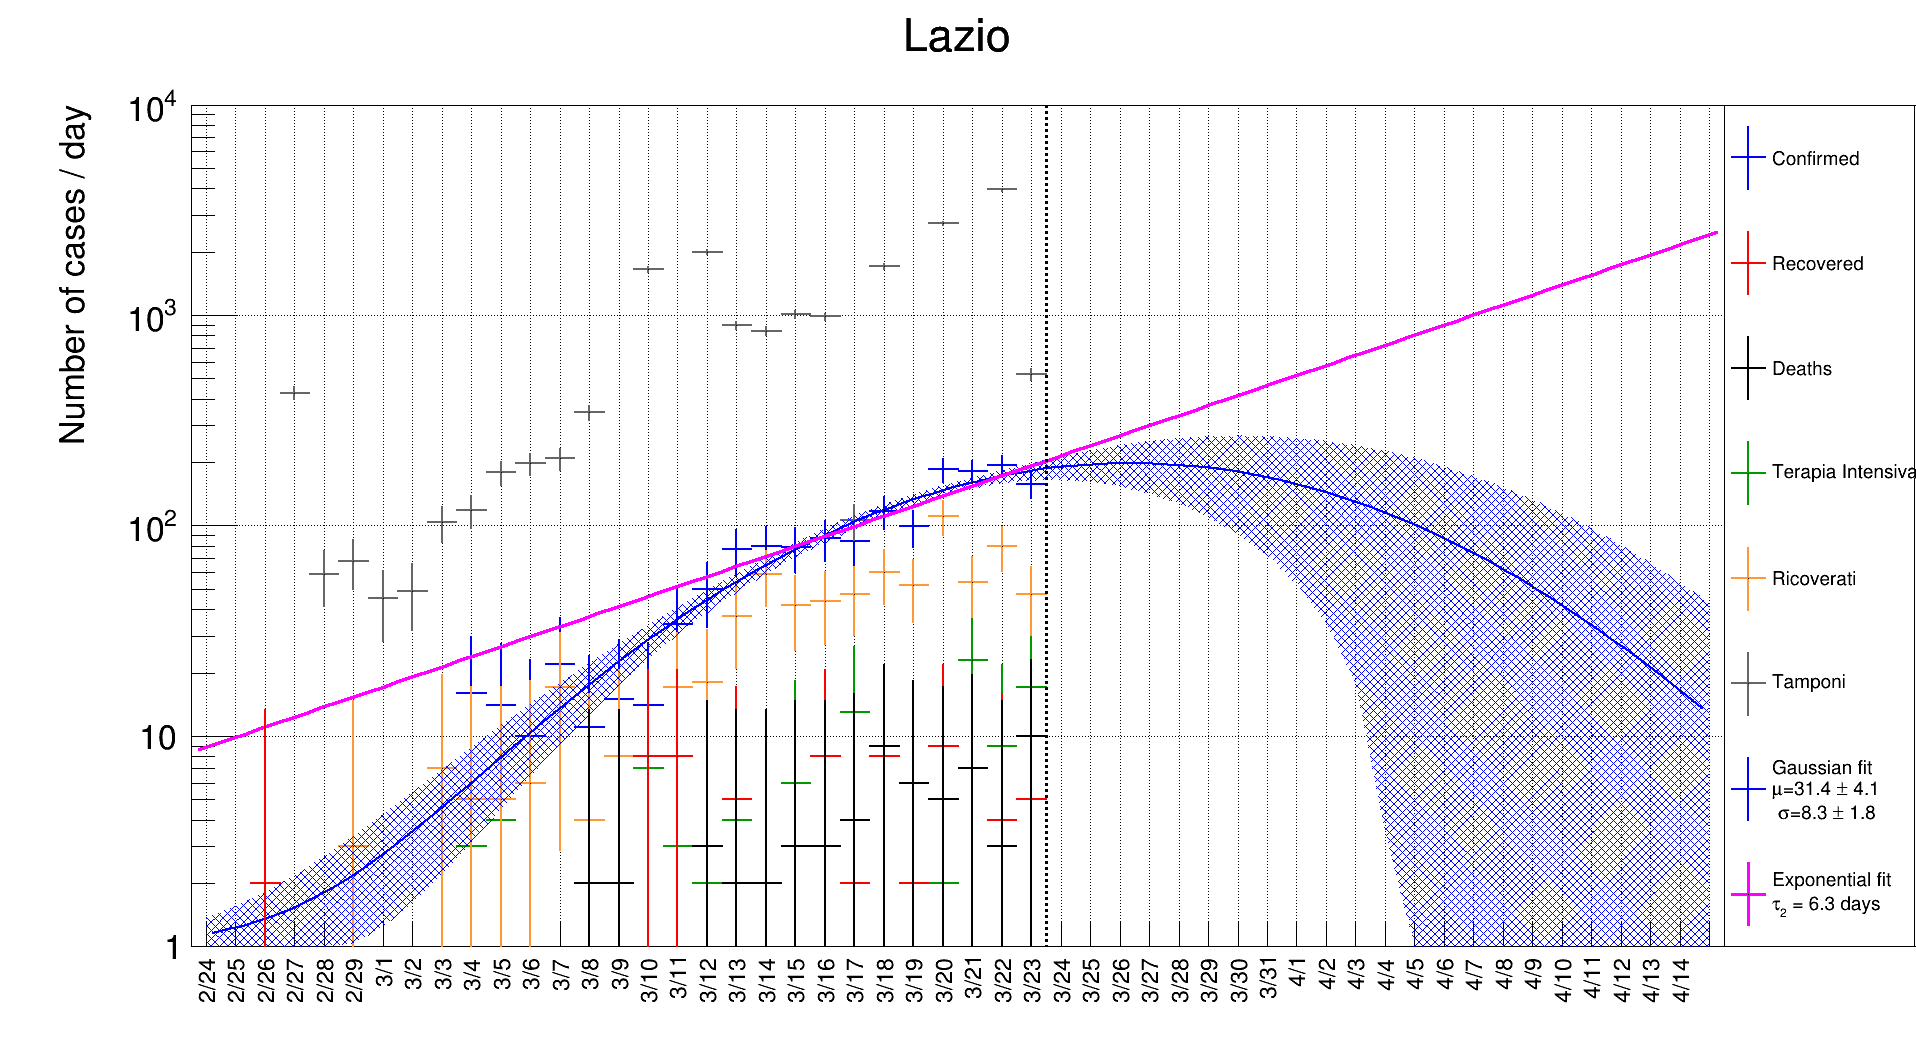 Lazio
Number of cases / day
10^4
10^3
10^2
10
1
2/24 2/25 2/26 2/27 2/28 2/29 3/1 3/2 3/3 3/4 3/5 3/6 3/7 3/8 3/9 3/10 3/11 3/12 3/13 3/14 3/15 3/16 3/17 3/18 3/19 3/20 3/21 3/22 3/23 3/24 3/25 3/26 3/27 3/28 3/29 3/30 3/31 4/1 4/2 4/3 4/4 4/5 4/6 4/7 4/8 4/9 4/10 4/11 4/12 4/13 4/14
Confirmed
Recovered
Deaths
Terapia Intensiva
Ricoverati
Tamponi
Gaussian fit
μ=31.4 ± 4.1
σ=8.3 ± 1.8
Exponential fit
τ₂ = 6.3 days